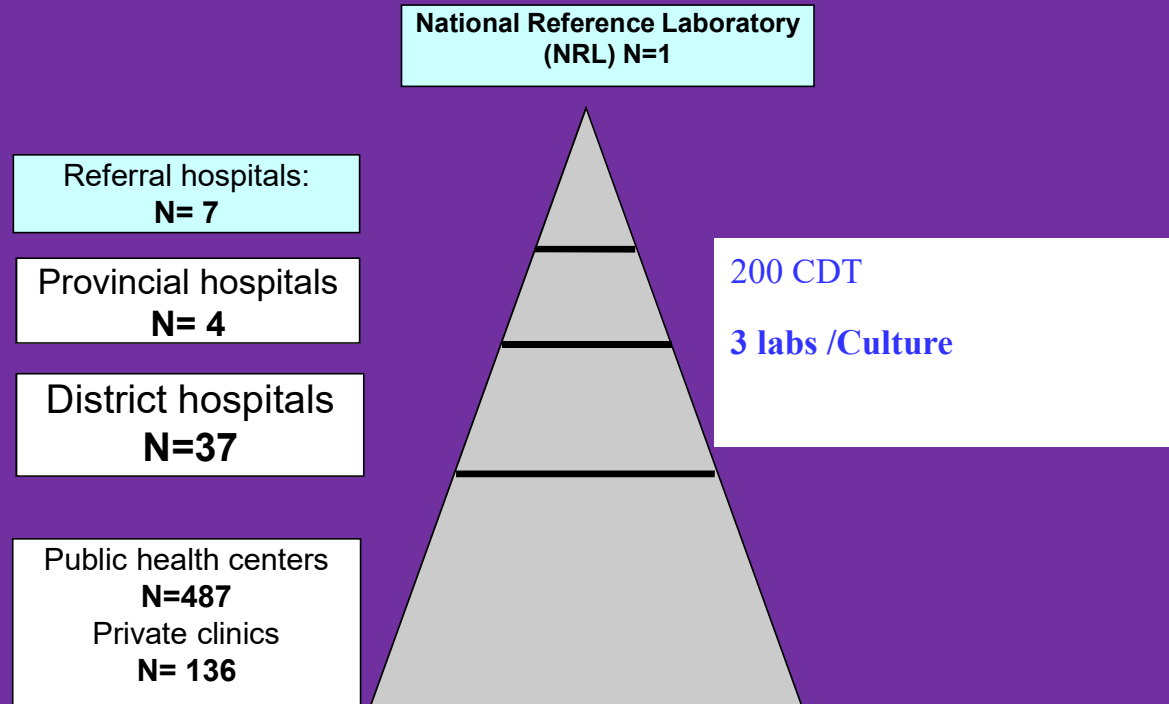 National Reference Laboratory
(NRL) N=1
Referral hospitals:
N= 7
Provincial hospitals
N= 4
200 CDT
3 labs /Culture
District hospitals
N=37
Public health centers
N=487
Private clinics
N= 136